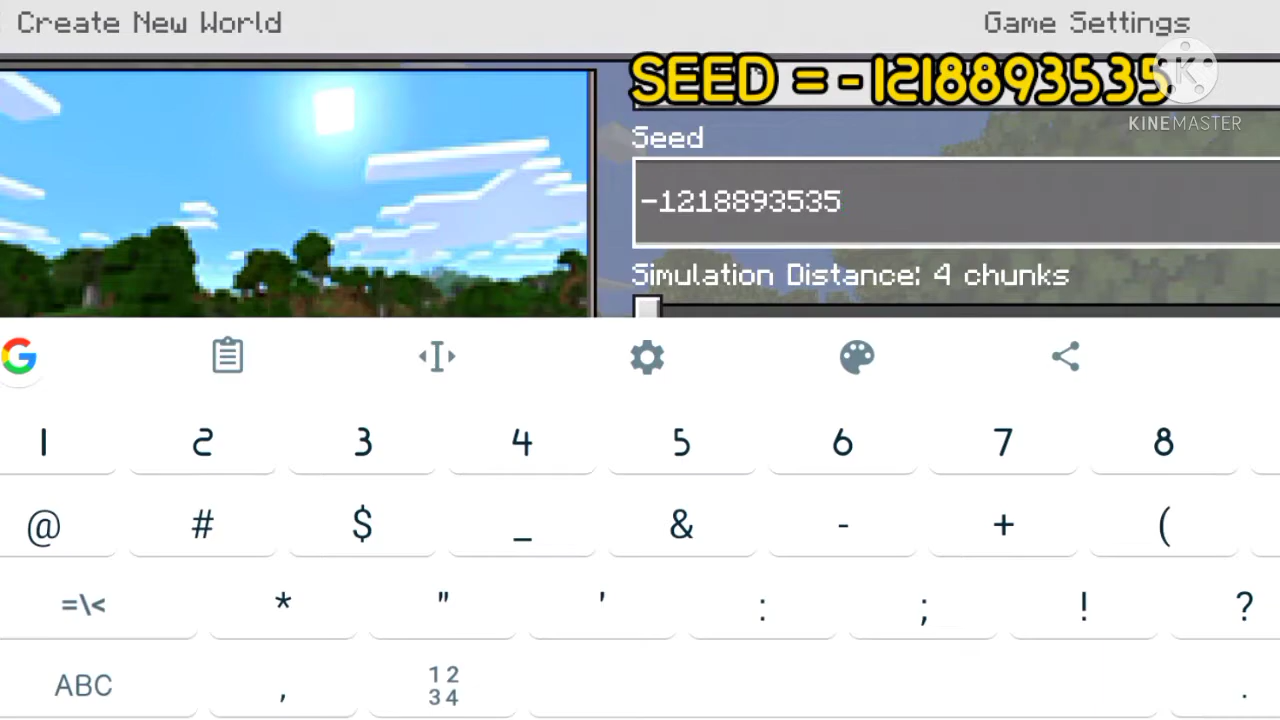 Create New World
Game Settings
SEED = -1218893535
KINEMASTER
Seed
-1218893535
Simulation Distance: 4 chunks
G
1 2 3 4 5 6 7 8
@ # $ _ & - + (
=\< * " ' : ; ! ?
ABC , 12 .
34